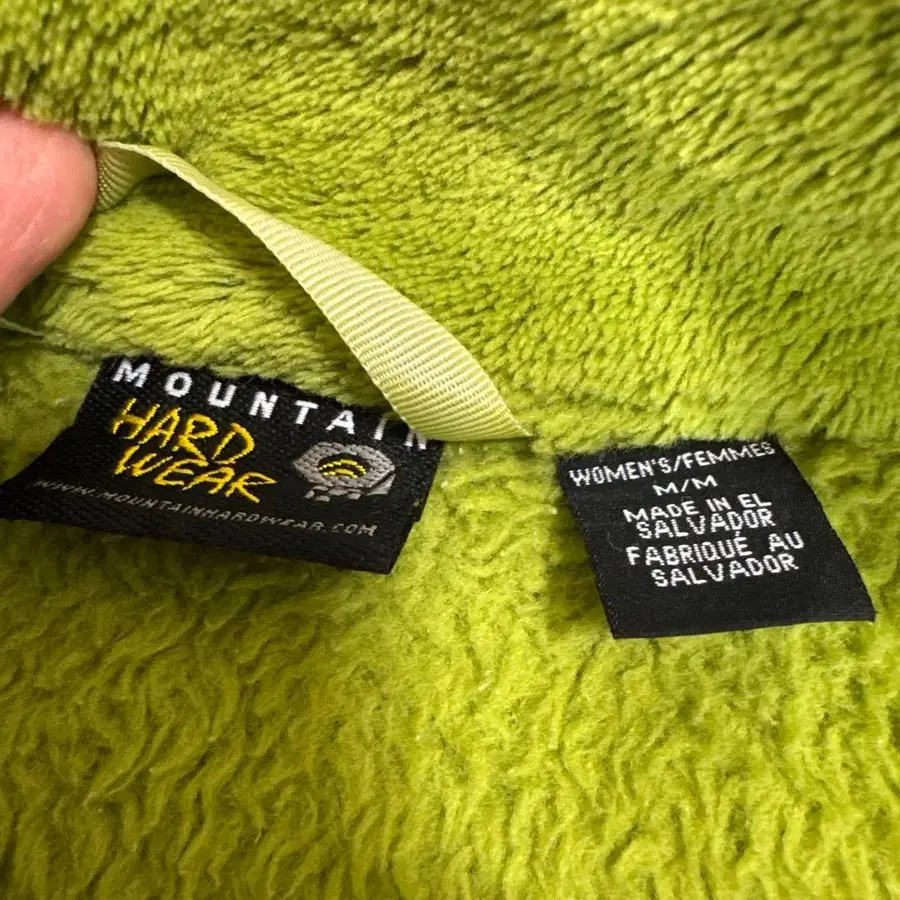 MOUNTAIN
HARD
WEAR
WWW.MOUNTAINHARDWEAR.COM
WOMEN'S/FEMMES
M/M
MADE IN EL
SALVADOR
FABRIQUÉ AU
SALVADOR